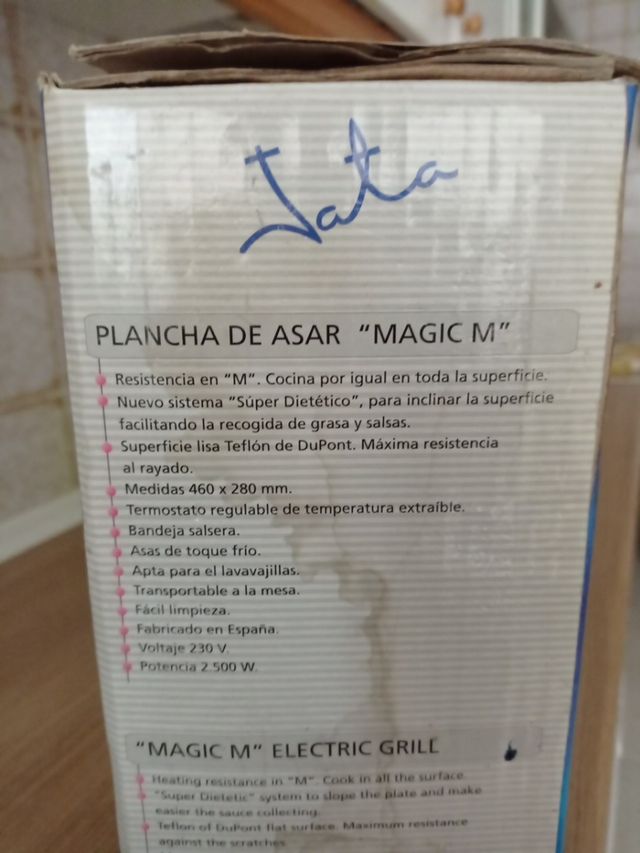 Jata
PLANCHA DE ASAR "MAGIC M"
Resistencia en "M". Cocina por igual en toda la superficie.
Nuevo sistema "Súper Dietético", para inclinar la superficie
facilitando la recogida de grasa y salsas.
Superficie lisa Teflón de DuPont. Máxima resistencia
al rayado.
Medidas 460 x 280 mm.
Termostato regulable de temperatura extraíble.
Bandeja salsera.
Asas de toque frío.
Apta para el lavavajillas.
Transportable a la mesa.
Fácil limpieza.
Fabricado en España.
Voltaje 230 V.
Potencia 2.500 W.
"MAGIC M" ELECTRIC GRILL
Heating resistance in "M". Cook in all the surface.
"Super Dietetic" system to slope the plate and make
easier the sauce collecting.
Teflon of DuPont flat surface. Maximum resistance
against the scratches